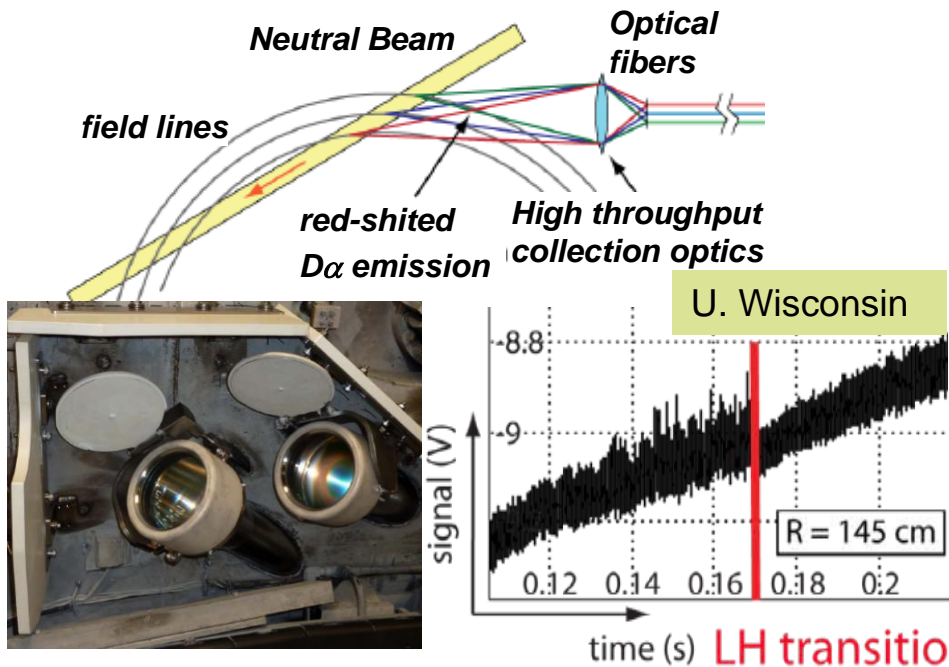 Neutral Beam
Optical
fibers
field lines
red-shited
Dα emission
High throughput
collection optics
U. Wisconsin
-8.8
-9
signal (V)
R = 145 cm
0.12 0.14 0.16 0.18 0.2
time (s)
LH transitio